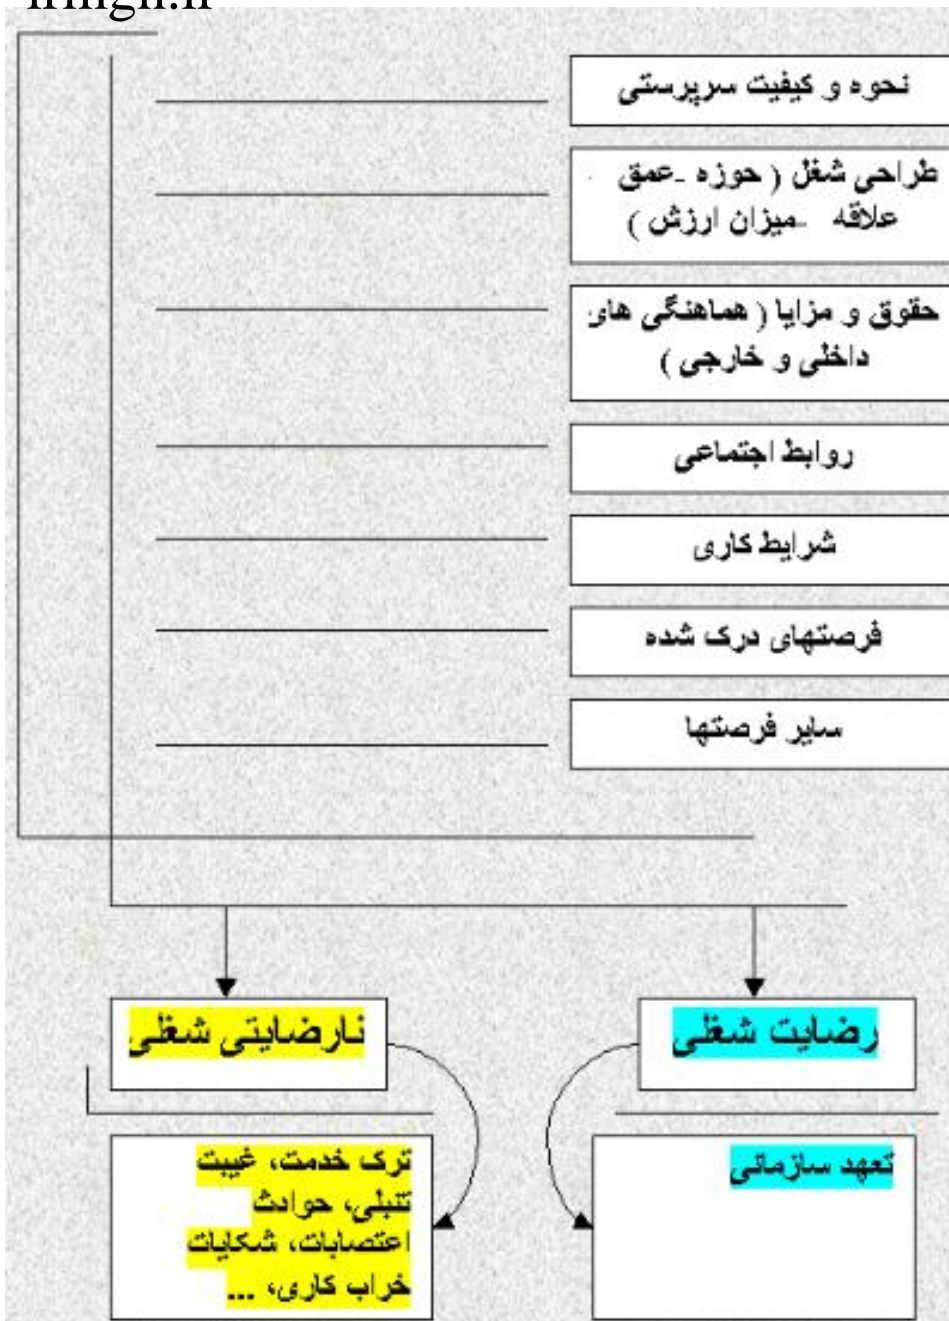 نحوه و کیفیت سرپرستی
طراحی شغل ( حوزه -عمق
علاقه -میزان ارزش )
حقوق و مزایا ( هماهنگی های
داخلی و خارجی )
روابط اجتماعی
شرایط کاری
فرصتهای درک شده
سایر فرصتها
رضایت شغلی
نارضایتی شغلی
تعهد سازمانی
ترک خدمت، غیبت
تنبلی، حوادث
اعتصابات، شکایات
خراب کاری، ...